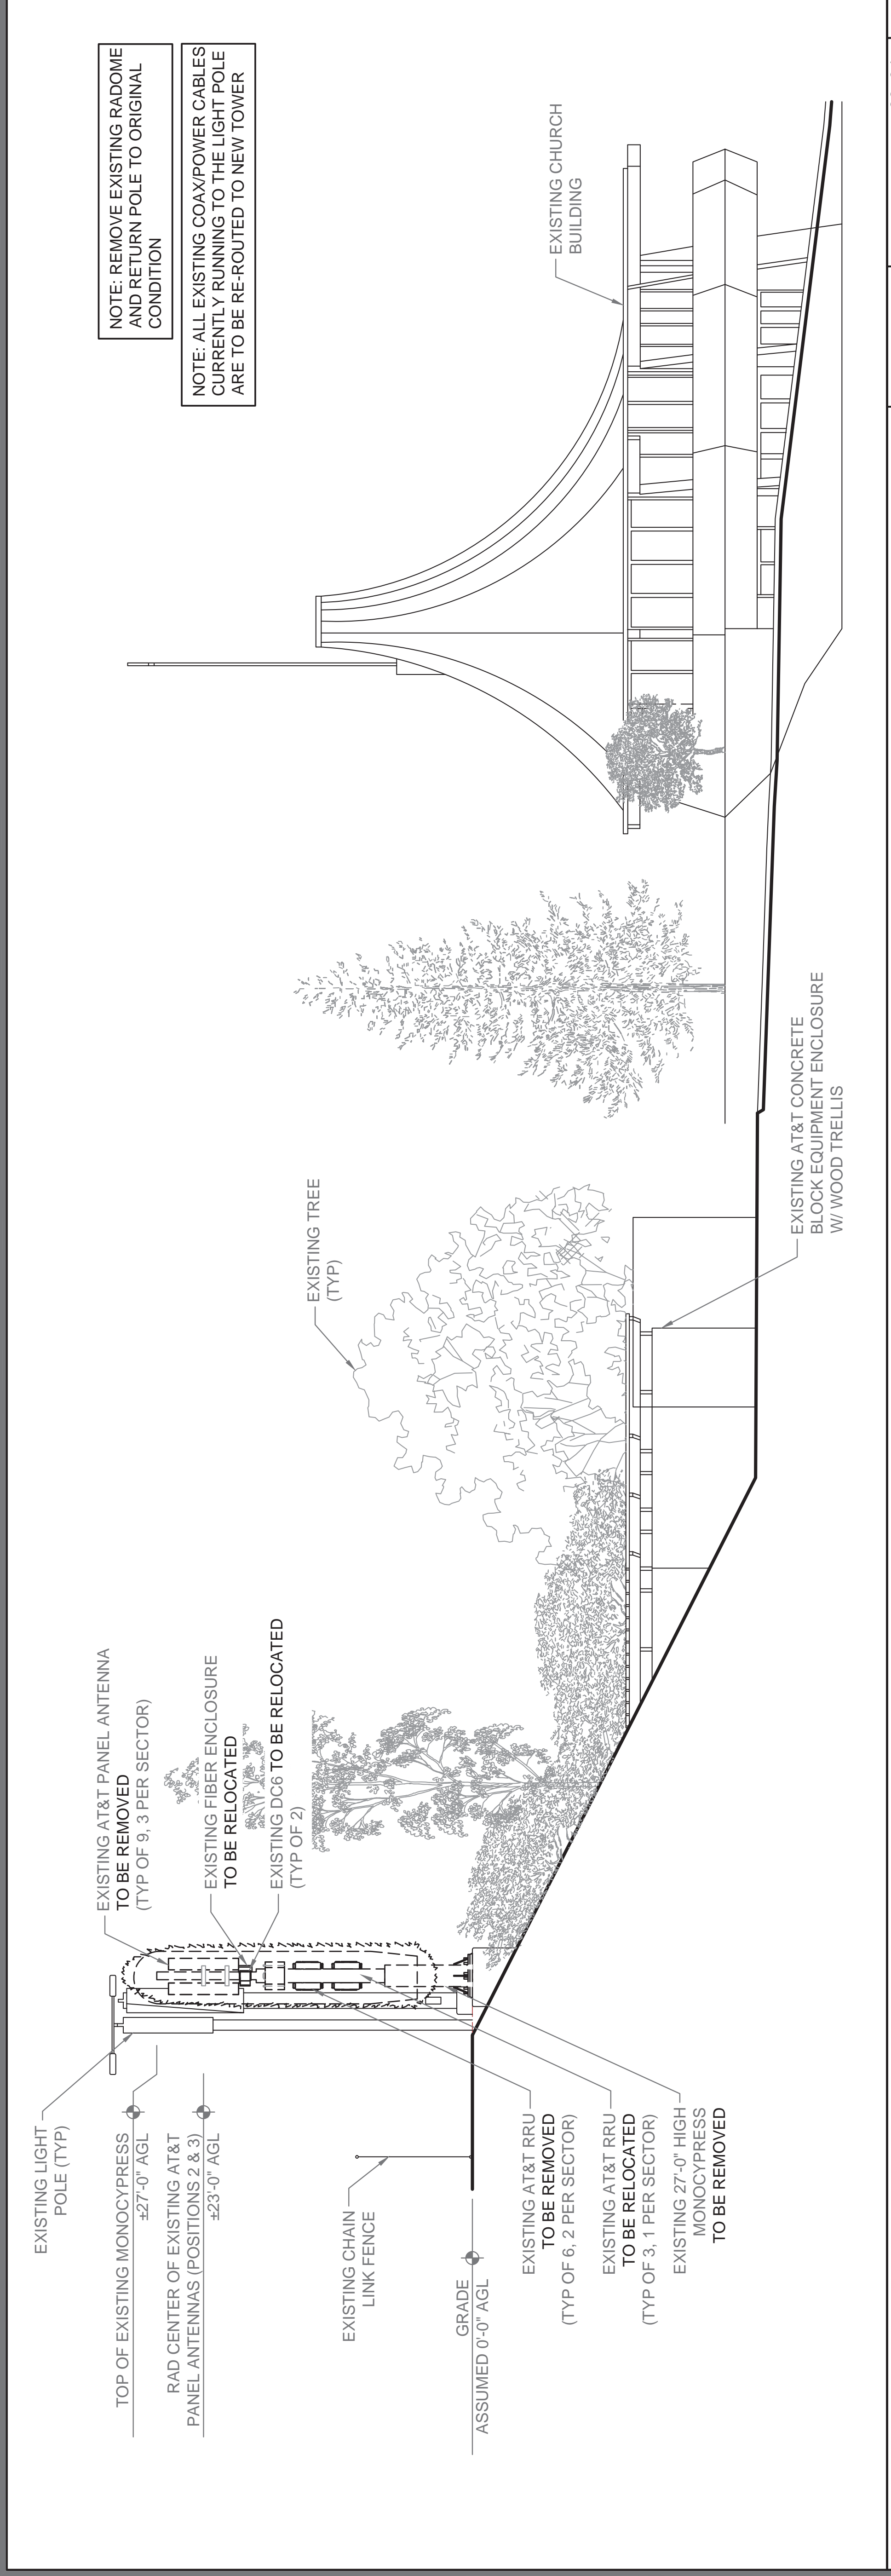 EXISTING LIGHT
POLE (TYP)
TOP OF EXISTING MONOCYPRESS
±27'-0" AGL
RAD CENTER OF EXISTING AT&T
PANEL ANTENNAS (POSITIONS 2 & 3)
±23'-0" AGL
EXISTING CHAIN
LINK FENCE
GRADE
ASSUMED 0'-0" AGL
EXISTING AT&T RRU
TO BE REMOVED
(TYP OF 6, 2 PER SECTOR)
EXISTING AT&T RRU
TO BE RELOCATED
(TYP OF 3, 1 PER SECTOR)
EXISTING 27'-0" HIGH
MONOCYPRESS
TO BE REMOVED
EXISTING AT&T PANEL ANTENNA
TO BE REMOVED
(TYP OF 9, 3 PER SECTOR)
EXISTING FIBER ENCLOSURE
TO BE RELOCATED
EXISTING DC6 TO BE RELOCATED
(TYP OF 2)
EXISTING TREE
(TYP)
EXISTING AT&T CONCRETE
BLOCK EQUIPMENT ENCLOSURE
W/ WOOD TRELLIS
EXISTING CHURCH
BUILDING
NOTE: REMOVE EXISTING RADOME
AND RETURN POLE TO ORIGINAL
CONDITION
NOTE: ALL EXISTING COAX/POWER CABLES
CURRENTLY RUNNING TO THE LIGHT POLE
ARE TO BE RE-ROUTED TO NEW TOWER